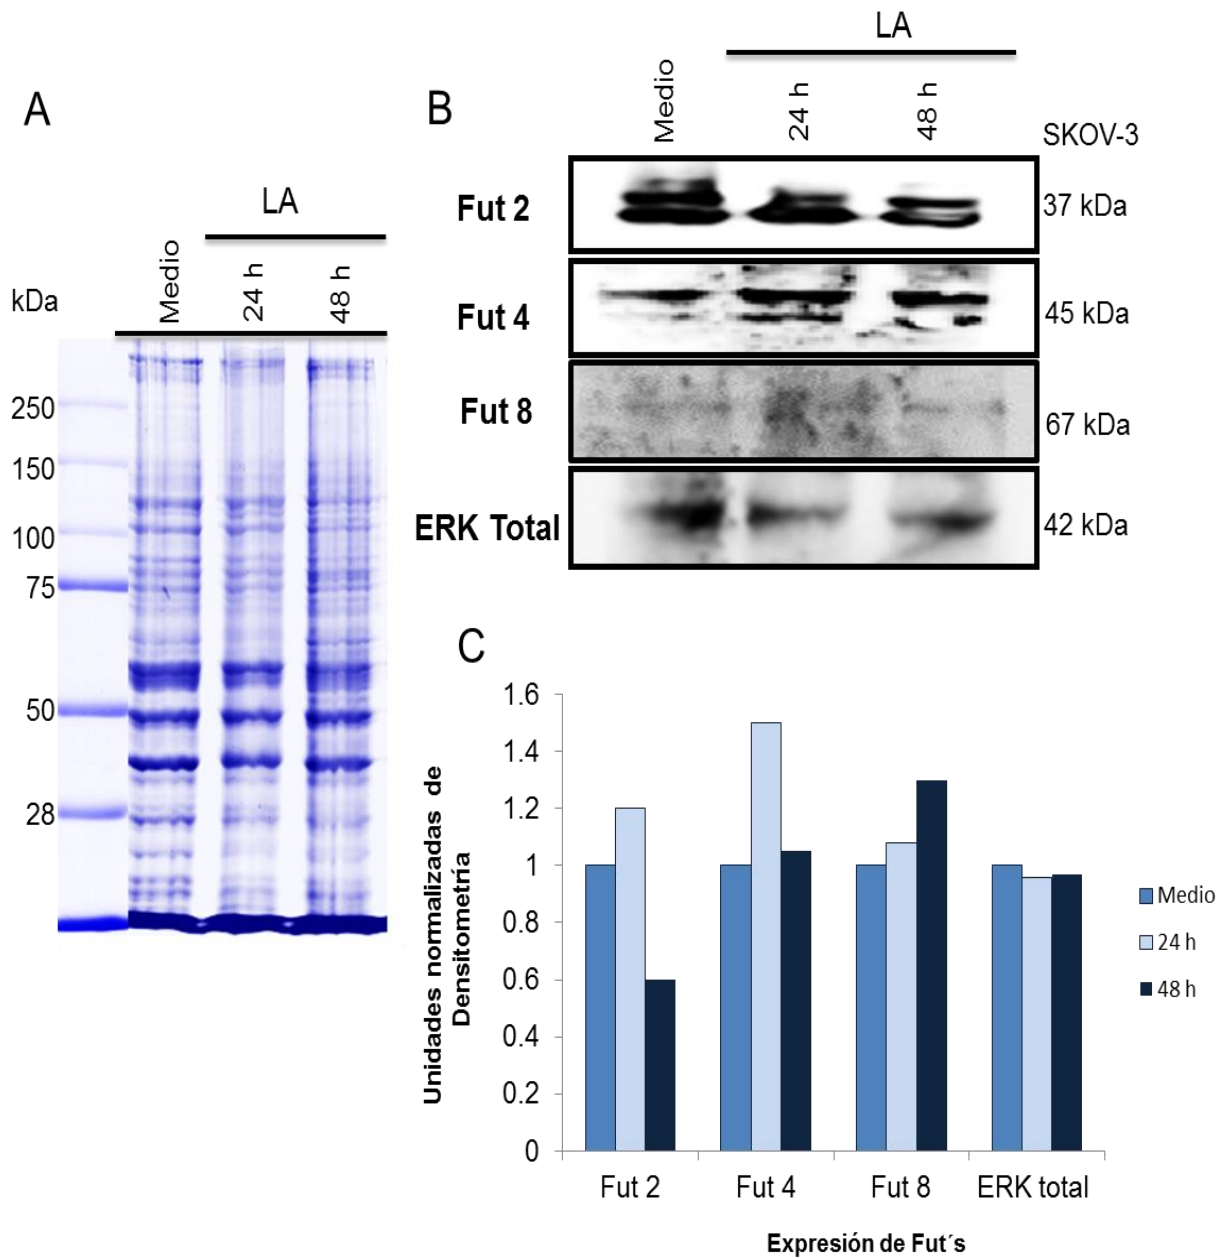 A
LA
kDa
Medio
24 h
48 h
250
150
100
75
50
28
B
LA
Medio
24 h
48 h
SKOV-3
Fut 2
37 kDa
Fut 4
45 kDa
Fut 8
67 kDa
ERK Total
42 kDa
C
Unidades normalizadas de
Densitometría
1.6
1.4
1.2
1
0.8
0.6
0.4
0.2
0
Fut 2
Fut 4
Fut 8
ERK total
Expresión de Fut´s
Medio
24 h
48 h